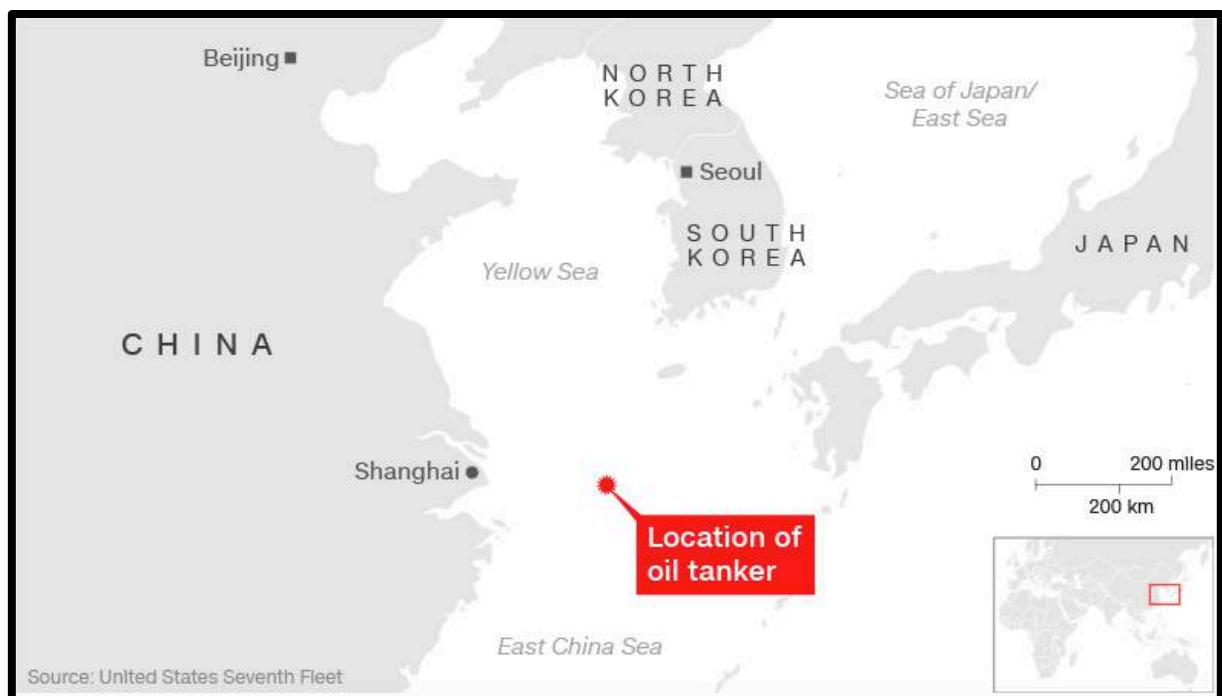 Beijing
NORTH
KOREA
Sea of Japan/
East Sea
Seoul
SOUTH
KOREA
JAPAN
Yellow Sea
CHINA
Shanghai
0 200 miles
200 km
Location of
oil tanker
East China Sea
Source: United States Seventh Fleet